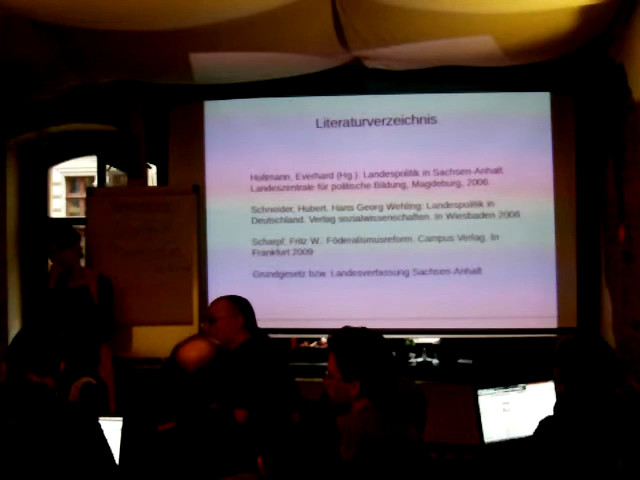 Literaturverzeichnis
Holtmann, Everhard (Hg.): Landespolitik in Sachsen-Anhalt.
Landeszentrale für politische Bildung, Magdeburg, 2006.
Schneider, Hubert. Hans Georg Wehling: Landespolitik in
Deutschland. Verlag sozialwissenschaften. In Wiesbaden 2006
Scharpf, Fritz W.: Föderalismusreform. Campus Verlag. In
Frankfurt 2009
Grundgesetz bzw. Landesverfassung Sachsen-Anhalt